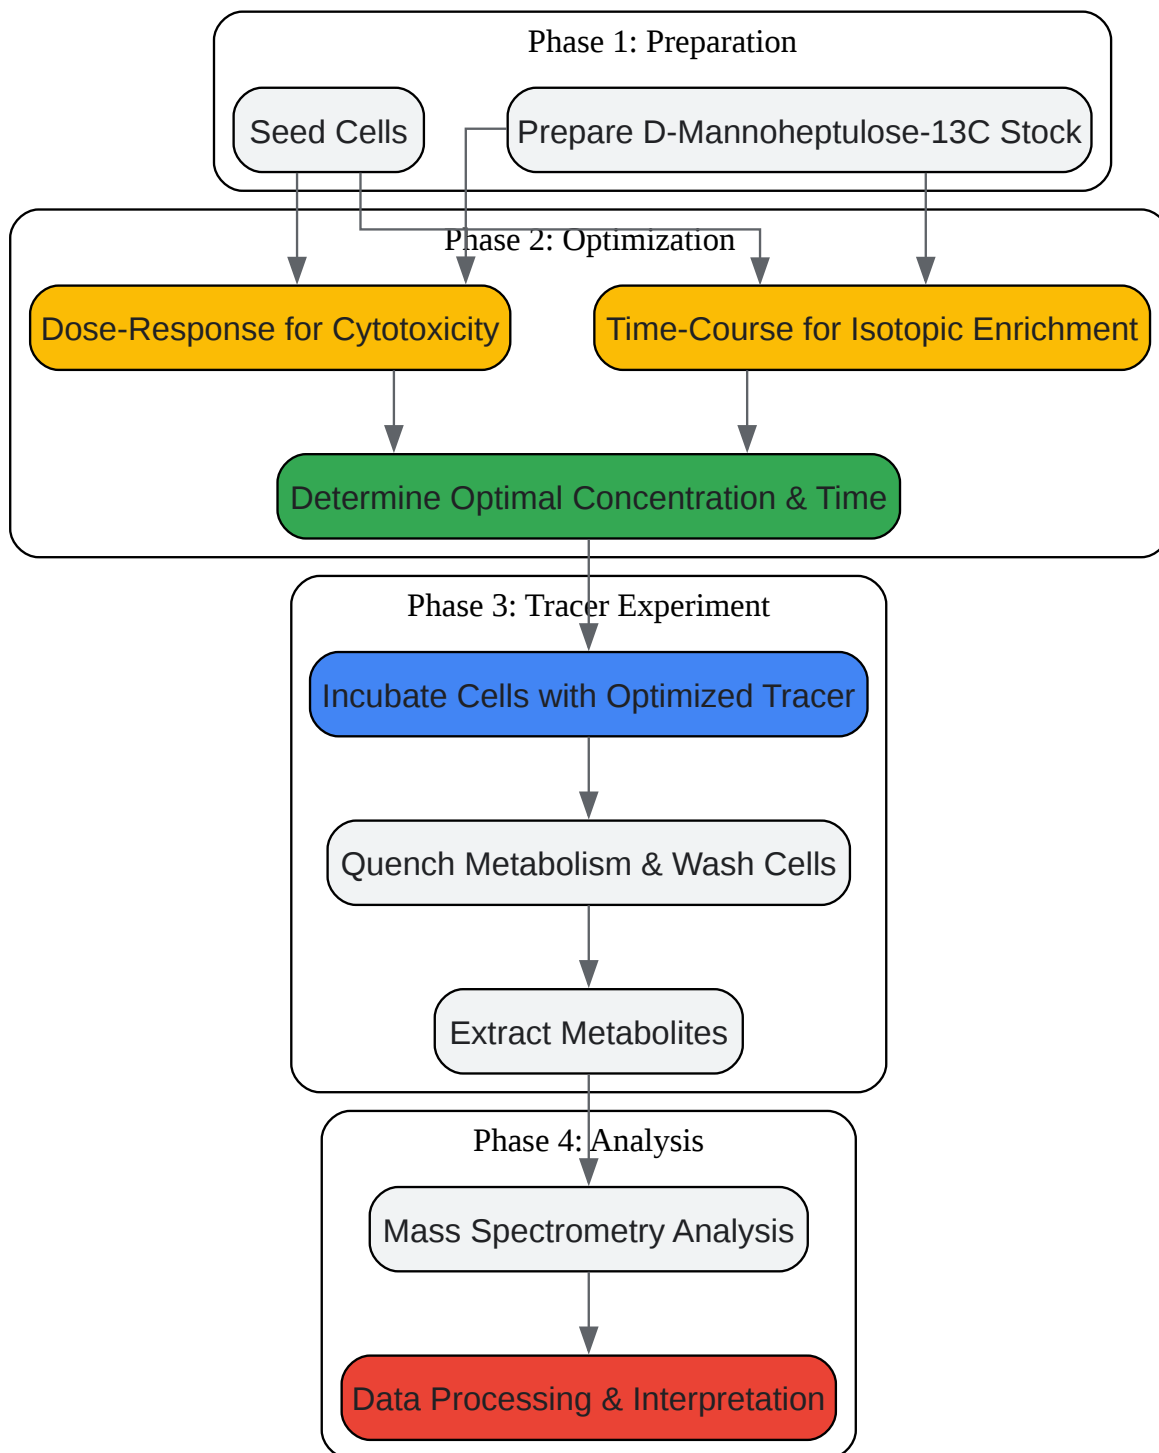 Phase 1: Preparation
Seed Cells
Prepare D-Mannoheptulose-13C Stock
Phase 2: Optimization
Dose-Response for Cytotoxicity
Time-Course for Isotopic Enrichment
Determine Optimal Concentration & Time
Phase 3: Tracer Experiment
Incubate Cells with Optimized Tracer
Quench Metabolism & Wash Cells
Extract Metabolites
Phase 4: Analysis
Mass Spectrometry Analysis
Data Processing & Interpretation